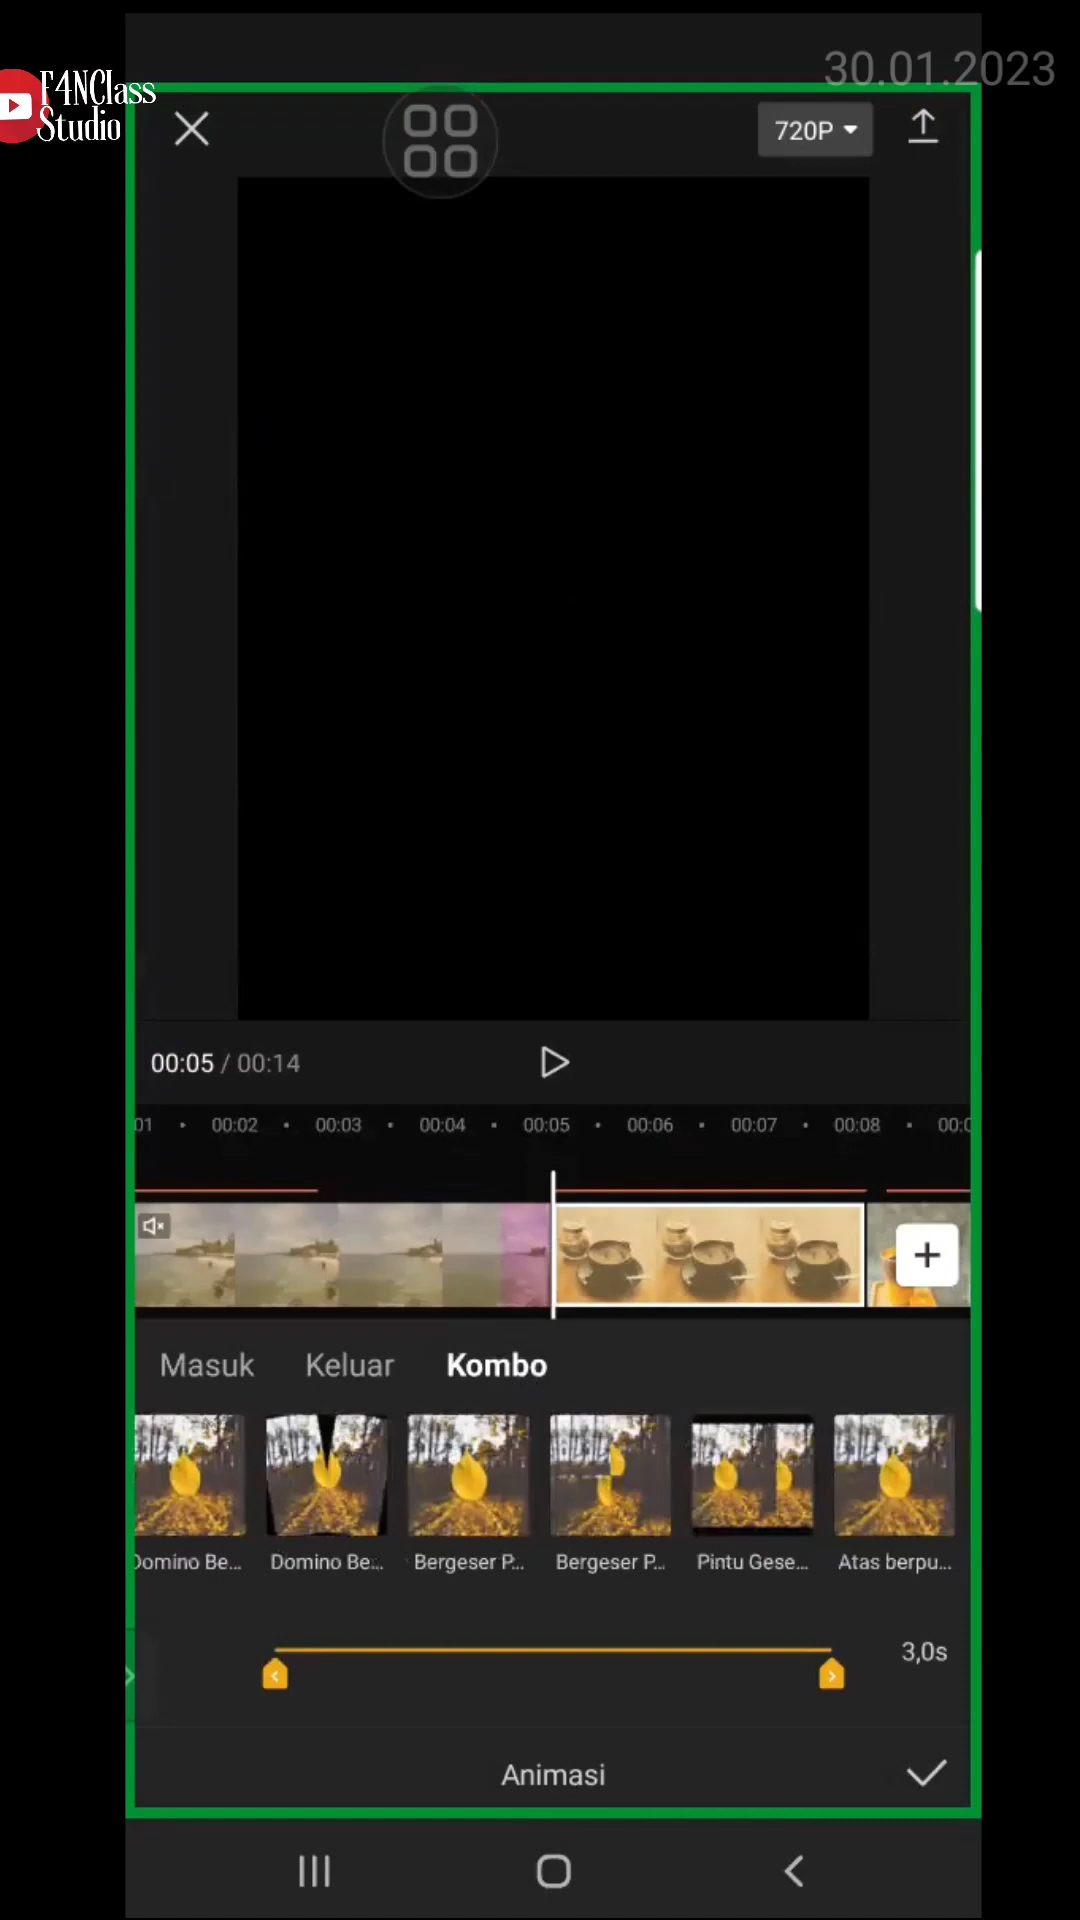 30.01.2023
F4NClass
Studio
720P
00:05 / 00:14
01 00:02 00:03 00:04 00:05 00:06 00:07 00:08 00:0
Masuk Keluar Kombo
Domino Be... Domino Be... Bergeser P... Bergeser P... Pintu Gese... Atas berpu...
3,0s
Animasi